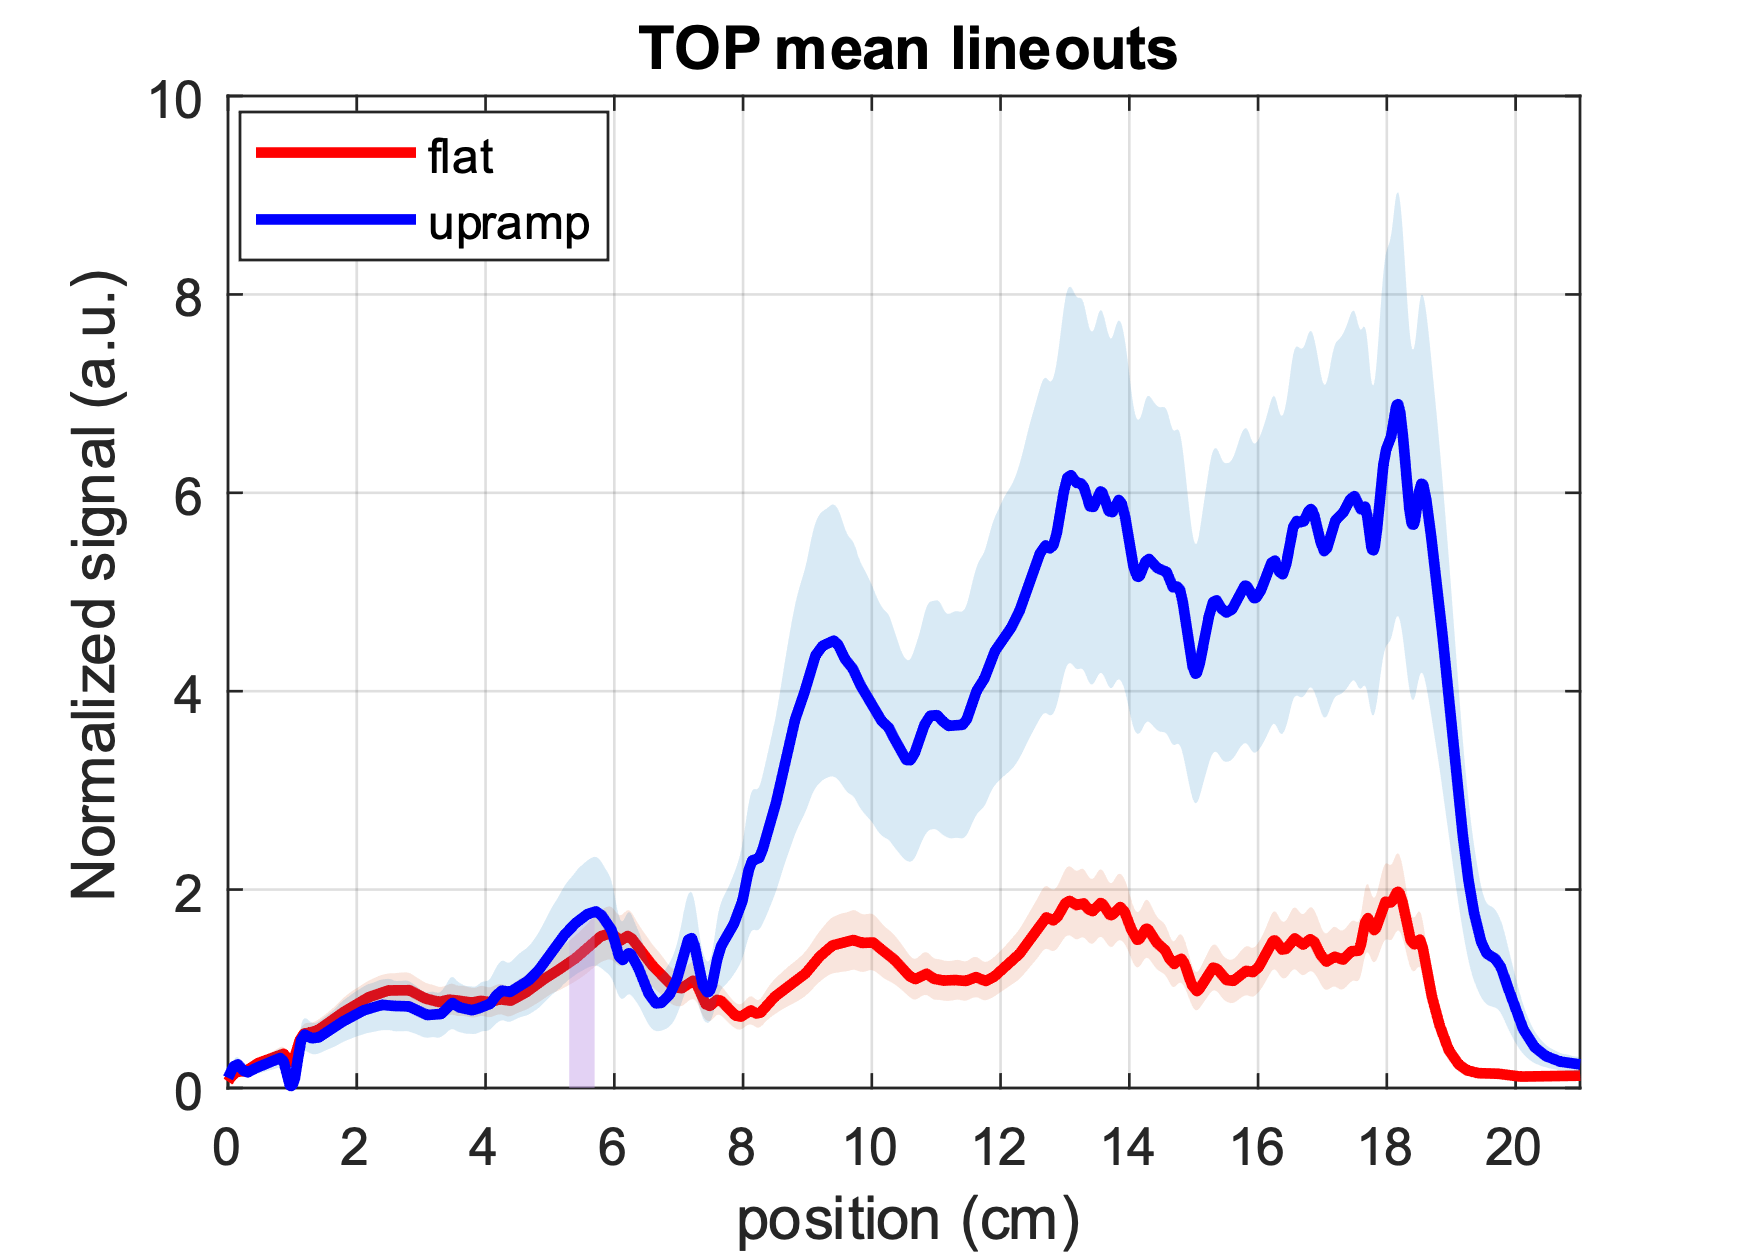 TOP mean lineouts
flat
upramp
Normalized signal (a.u.)
10
8
6
4
2
0
0 2 4 6 8 10 12 14 16 18 20
position (cm)